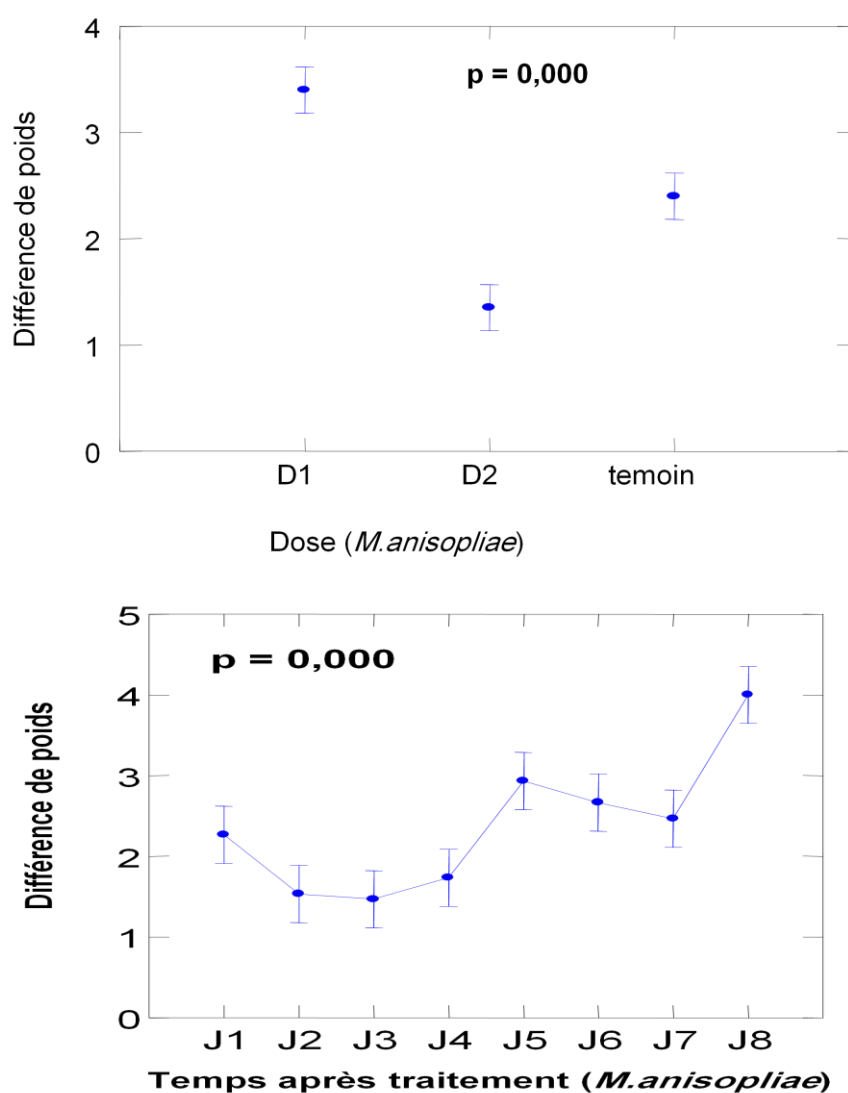 4
p = 0,000
3
Différence de poids
2
1
0
D1 D2 temoin
Dose (M.anisopliae)
5
p = 0,000
4
3
Différence de poids
2
1
0
J1 J2 J3 J4 J5 J6 J7 J8
Temps après traitement (M.anisopliae)